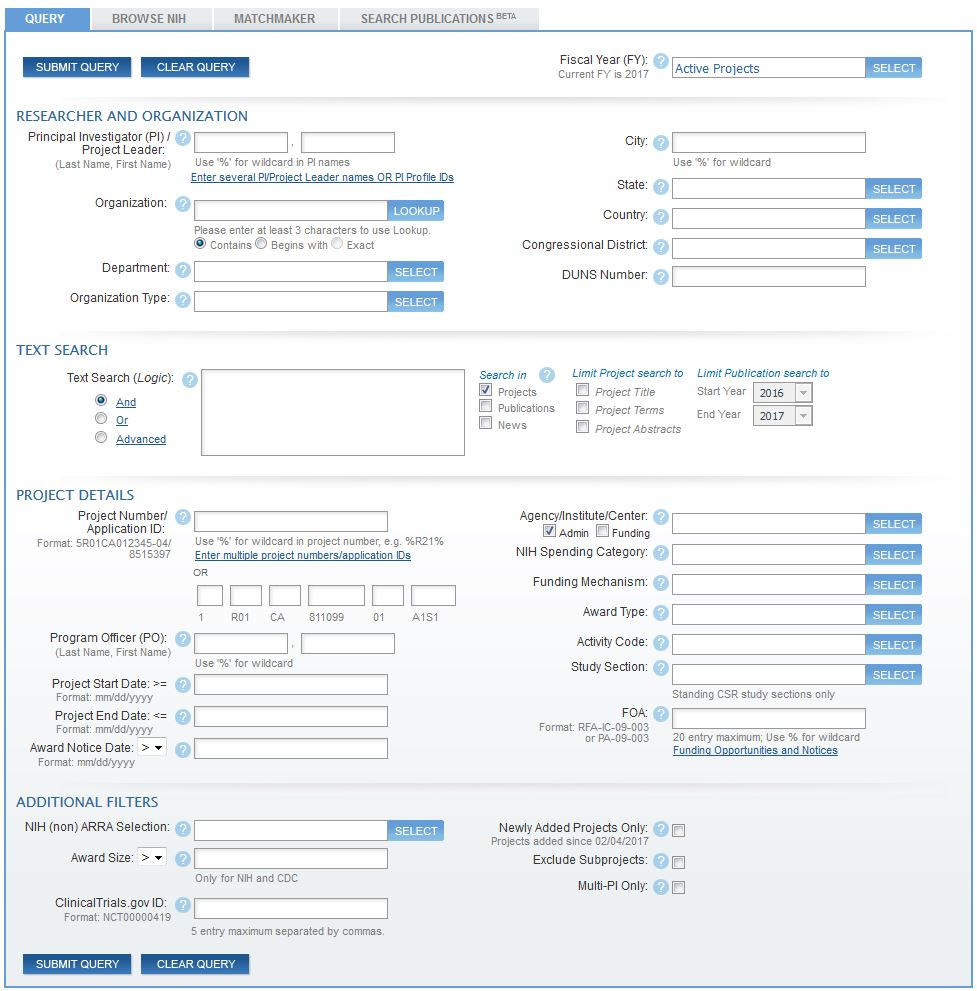 QUERY BROWSE NIH MATCHMAKER SEARCH PUBLICATIONS BETA
SUBMIT QUERY CLEAR QUERY
Fiscal Year (FY): ? Active Projects SELECT
Current FY is 2017
RESEARCHER AND ORGANIZATION
Principal Investigator (PI) / ?
Project Leader: ,
(Last Name, First Name)
Use '%' for wildcard in PI names
Enter several PI/Project Leader names OR PI Profile IDs
Organization: ? LOOKUP
Please enter at least 3 characters to use Lookup.
Contains Begins with Exact
Department: ? SELECT
Organization Type: ? SELECT
City: ?
Use '%' for wildcard
State: ? SELECT
Country: ? SELECT
Congressional District: ? SELECT
DUNS Number: ?
TEXT SEARCH
Text Search (Logic): ?
And
Or
Advanced
Search in ?
Projects
Publications
News
Limit Project search to
Project Title
Project Terms
Project Abstracts
Limit Publication search to
Start Year 2016
End Year 2017
PROJECT DETAILS
Project Number/ ?
Application ID:
Format: 5R01CA012345-04/
8515397
Use '%' for wildcard in project number, e.g. %R21%
Enter multiple project numbers/application IDs
OR
1 R01 CA 811099 01 A1S1
Program Officer (PO): ? ,
(Last Name, First Name)
Use '%' for wildcard
Project Start Date: >= ?
Format: mm/dd/yyyy
Project End Date: <= ?
Format: mm/dd/yyyy
Award Notice Date: > ?
Format: mm/dd/yyyy
Agency/Institute/Center: ? SELECT
Admin Funding
NIH Spending Category: ? SELECT
Funding Mechanism: ? SELECT
Award Type: ? SELECT
Activity Code: ? SELECT
Study Section: ? SELECT
Standing CSR study sections only
FOA: ?
Format: RFA-IC-09-003
or PA-09-003
20 entry maximum; Use % for wildcard
Funding Opportunities and Notices
ADDITIONAL FILTERS
NIH (non) ARRA Selection: ? SELECT
Award Size: > ?
Only for NIH and CDC
ClinicalTrials.gov ID: ?
Format: NCT00000419
5 entry maximum separated by commas.
Newly Added Projects Only: ?
Projects added since 02/04/2017
Exclude Subprojects: ?
Multi-PI Only: ?
SUBMIT QUERY CLEAR QUERY